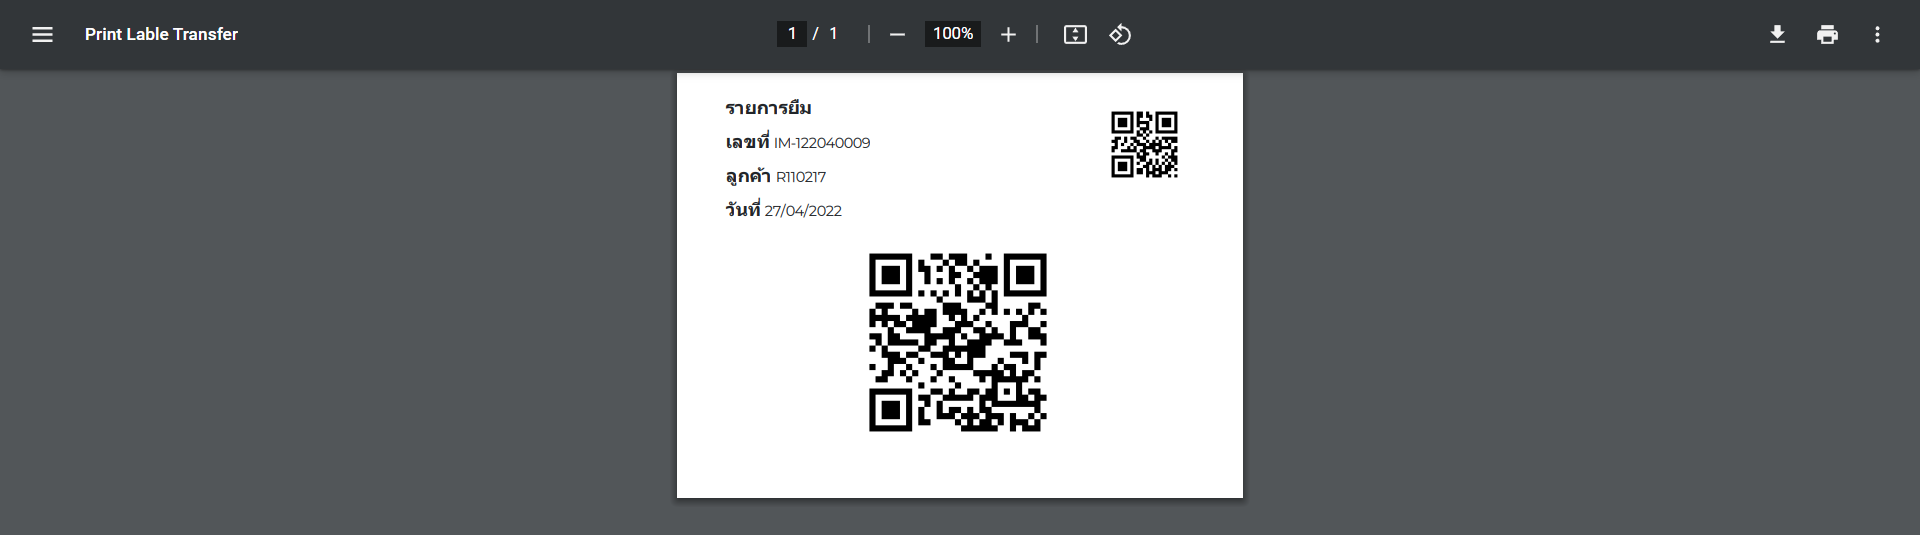 Print Lable Transfer
1 / 1
100%
รายการยืม
เลขที่ IM-122040009
ลูกค้า R110217
วันที่ 27/04/2022